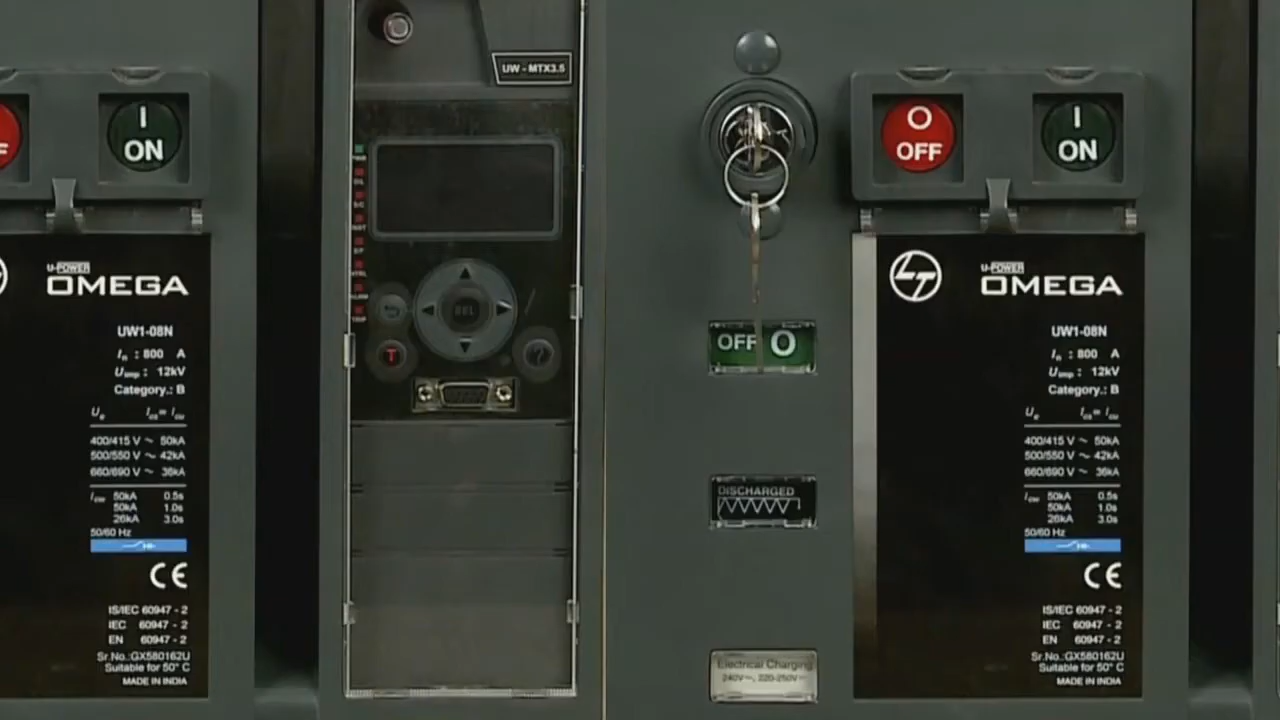 F
I
ON
U-POWER
OMEGA
UW1-08N
In : 800 A
Uimp : 12kV
Category.: B
Ue Ics= Icu
400/415 V ~ 50kA
500/550 V ~ 42kA
660/690 V ~ 36kA
Icw 50kA 0.5s
50kA 1.0s
26kA 3.0s
50/60 Hz
CE
IS/IEC 60947 - 2
IEC 60947 - 2
EN 60947 - 2
Sr.No.:GX580162U
Suitable for 50° C
MADE IN INDIA
UW - MTX3.5
T
?
OFF O
DISCHARGED
Electrical Charging
240V~, 220-250V
O
OFF
I
ON
LT
U-POWER
OMEGA
UW1-08N
In : 800 A
Uimp : 12kV
Category.: B
Ue Ics= Icu
400/415 V ~ 50kA
500/550 V ~ 42kA
660/690 V ~ 36kA
Icw 50kA 0.5s
50kA 1.0s
26kA 3.0s
50/60 Hz
CE
IS/IEC 60947 - 2
IEC 60947 - 2
EN 60947 - 2
Sr.No.:GX580162U
Suitable for 50° C
MADE IN INDIA